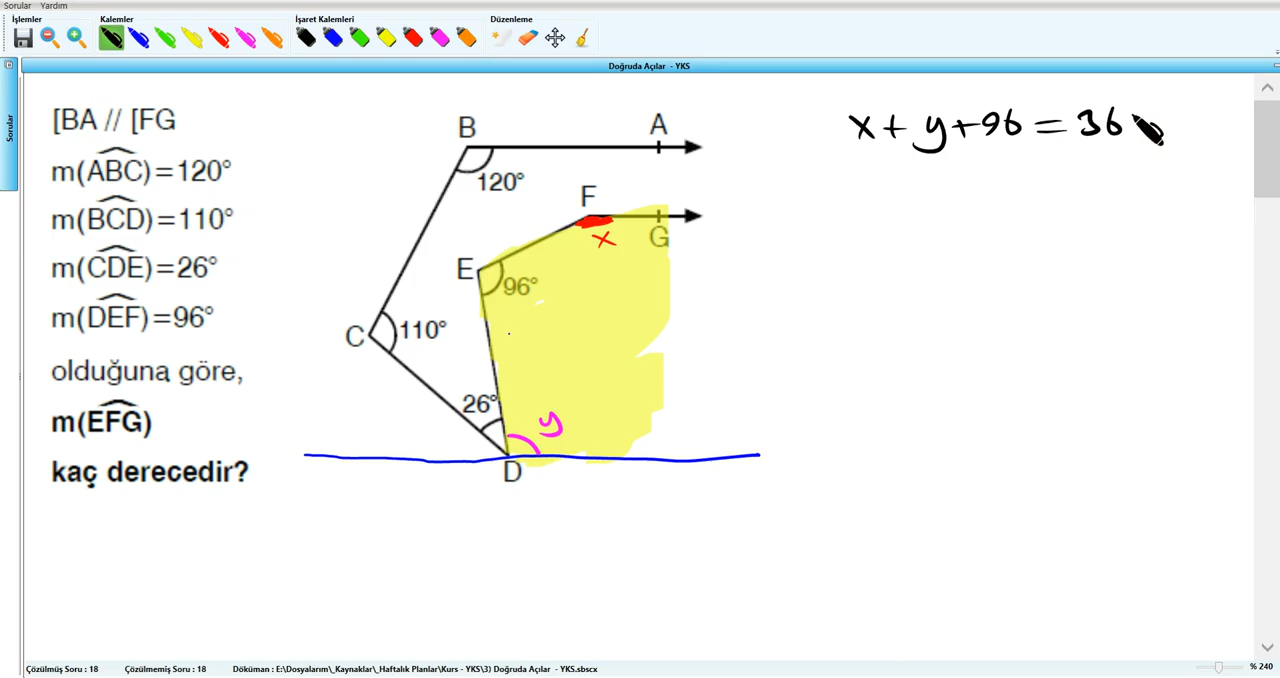 Sorular Yardım
İşlemler Kalemler İşaret Kalemleri Düzenleme
Doğruda Açılar - YKS
Sorular
[BA // [FG
m(ABC)=120°
m(BCD)=110°
m(CDE)=26°
m(DEF)=96°
olduğuna göre,
m(EFG)
kaç derecedir?
B
A
120°
F
G
x
E
96°
C
110°
26°
y
D
x + y + 96 = 36
Çözülmüş Soru : 18 Çözülmemiş Soru : 18 Döküman : E:\Dosyalarım\_Kaynaklar\_Haftalık Planlar\Kurs - YKS\3) Doğruda Açılar - YKS.sbscx % 240